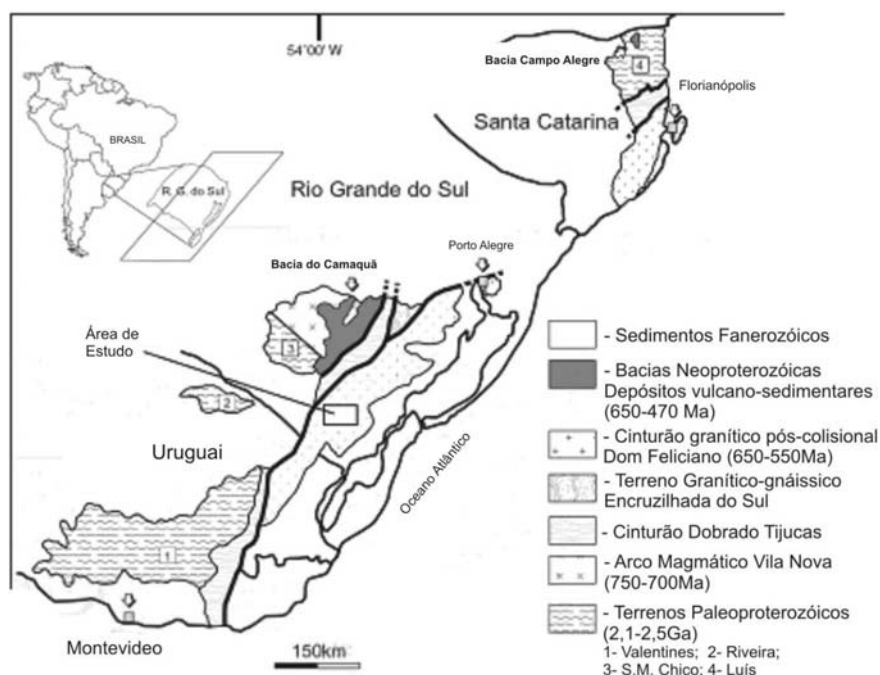 54°00' W
Bacia Campo Alegre
4
Florianópolis
Santa Catarina
BRASIL
R. G. do Sul
Rio Grande do Sul
Porto Alegre
Bacia do Camaquã
Área de
Estudo
3
2
Uruguai
Oceano Atlântico
1
Montevideo
150km
- Sedimentos Fanerozóicos
- Bacias Neoproterozóicas
Depósitos vulcano-sedimentares
(650-470 Ma)
- Cinturão granítico pós-colisional
Dom Feliciano (650-550Ma)
- Terreno Granítico-gnáissico
Encruzilhada do Sul
- Cinturão Dobrado Tijucas
- Arco Magmático Vila Nova
(750-700Ma)
- Terrenos Paleoproterozóicos
(2,1-2,5Ga)
1- Valentines; 2- Riveira;
3- S.M. Chico; 4- Luís